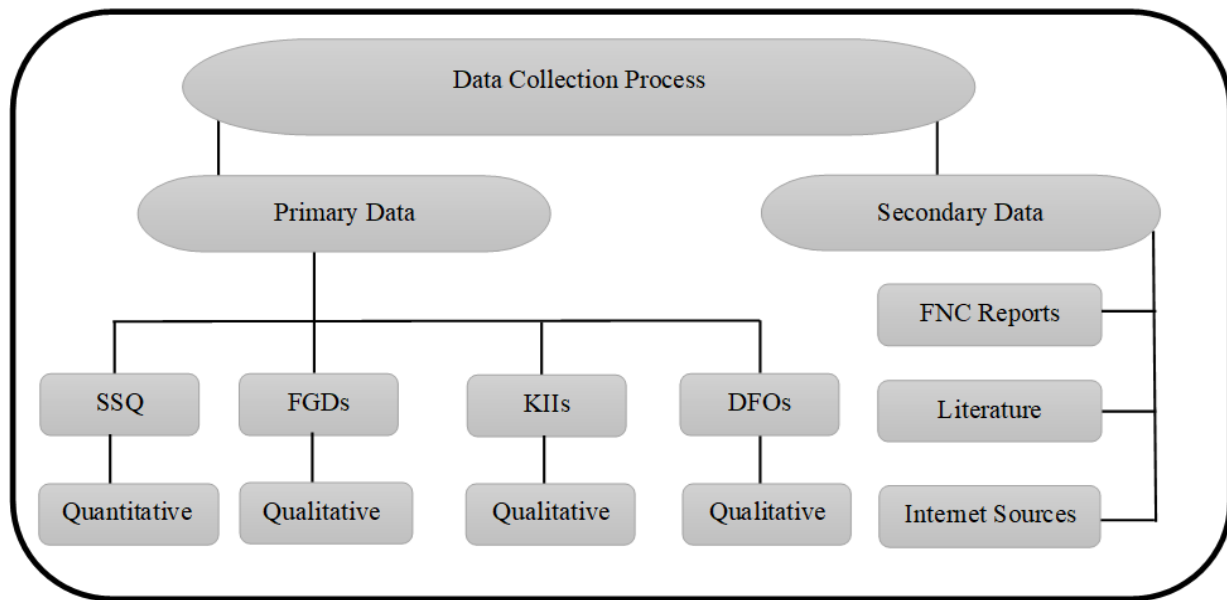 Data Collection Process
Primary Data
Secondary Data
FNC Reports
Literature
Internet Sources
SSQ
FGDs
KIIs
DFOs
Quantitative
Qualitative
Qualitative
Qualitative